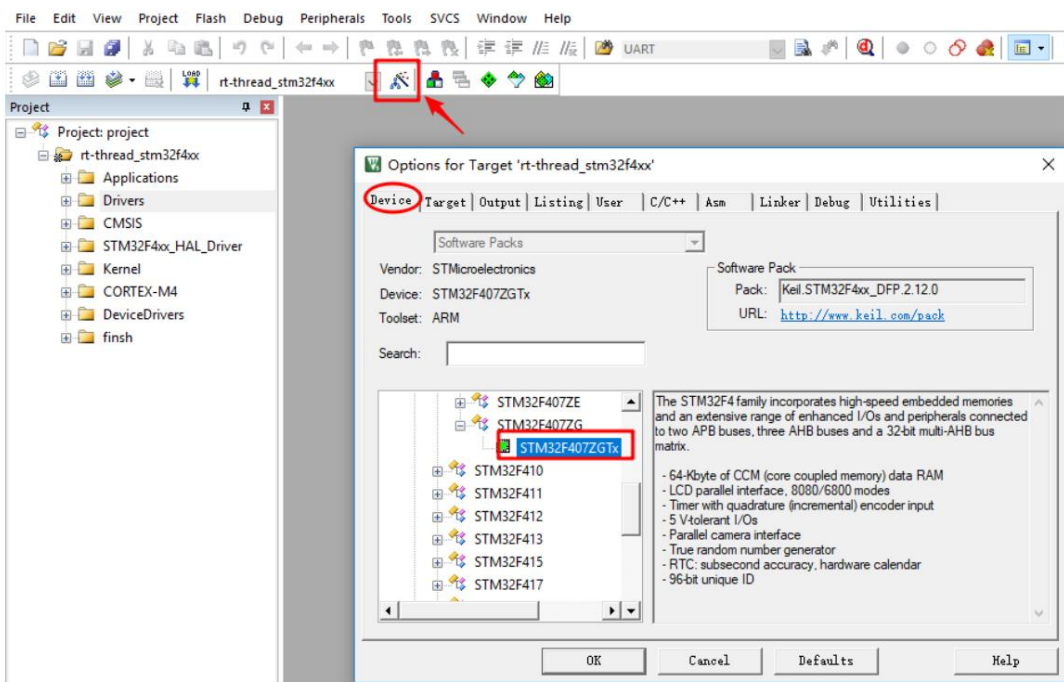 File Edit View Project Flash Debug Peripherals Tools SVCS Window Help
UART
LOAD
rt-thread_stm32f4xx
Project
Project: project
rt-thread_stm32f4xx
Applications
Drivers
CMSIS
STM32F4xx_HAL_Driver
Kernel
CORTEX-M4
DeviceDrivers
finsh
Options for Target 'rt-thread_stm32f4xx'
Device Target Output Listing User C/C++ Asm Linker Debug Utilities
Software Packs
Vendor: STMicroelectronics
Device: STM32F407ZGTx
Toolset: ARM
Software Pack
Pack: Keil.STM32F4xx_DFP.2.12.0
URL: http://www.keil.com/pack
Search:
STM32F407ZE
STM32F407ZG
STM32F407ZGTx
STM32F410
STM32F411
STM32F412
STM32F413
STM32F415
STM32F417
The STM32F4 family incorporates high-speed embedded memories
and an extensive range of enhanced I/Os and peripherals connected
to two APB buses, three AHB buses and a 32-bit multi-AHB bus
matrix.
- 64-Kbyte of CCM (core coupled memory) data RAM
- LCD parallel interface, 8080/6800 modes
- Timer with quadrature (incremental) encoder input
- 5 V-tolerant I/Os
- Parallel camera interface
- True random number generator
- RTC: subsecond accuracy, hardware calendar
- 96-bit unique ID
OK Cancel Defaults Help